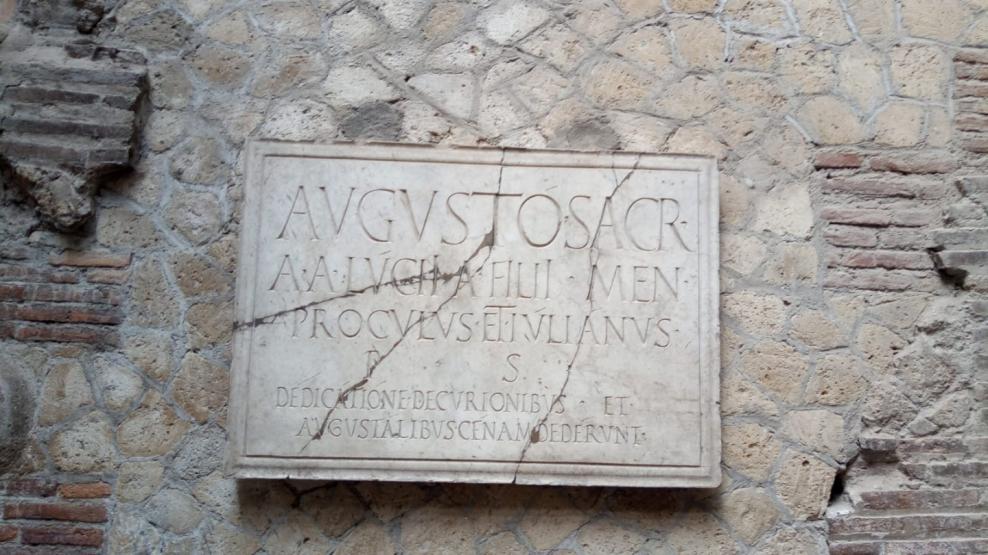 AVGVSTO·SACR·
A·A·LVCII·A·FILII·MEN
PROCVLVS·ET·IVLIANVS·
P S
DEDICATIONE·DECVRIONIBVS·ET·
AVGVSTALIBVS·CENAM·DEDERVNT·